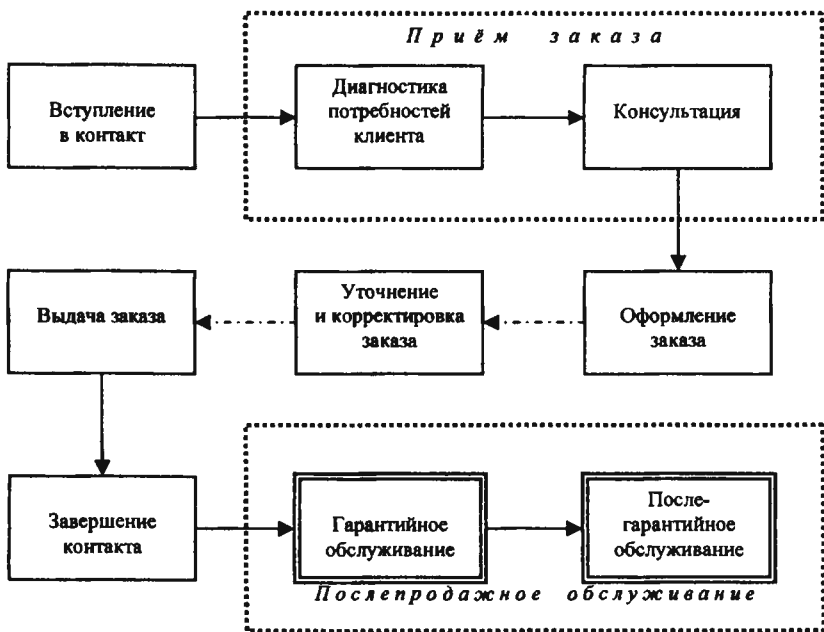 Приём заказа
Вступление
в контакт
Диагностика
потребностей
клиента
Консультация
Выдача заказа
Уточнение
и корректировка
заказа
Оформление
заказа
Завершение
контакта
Гарантийное
обслуживание
После-
гарантийное
обслуживание
Послепродажное обслуживание